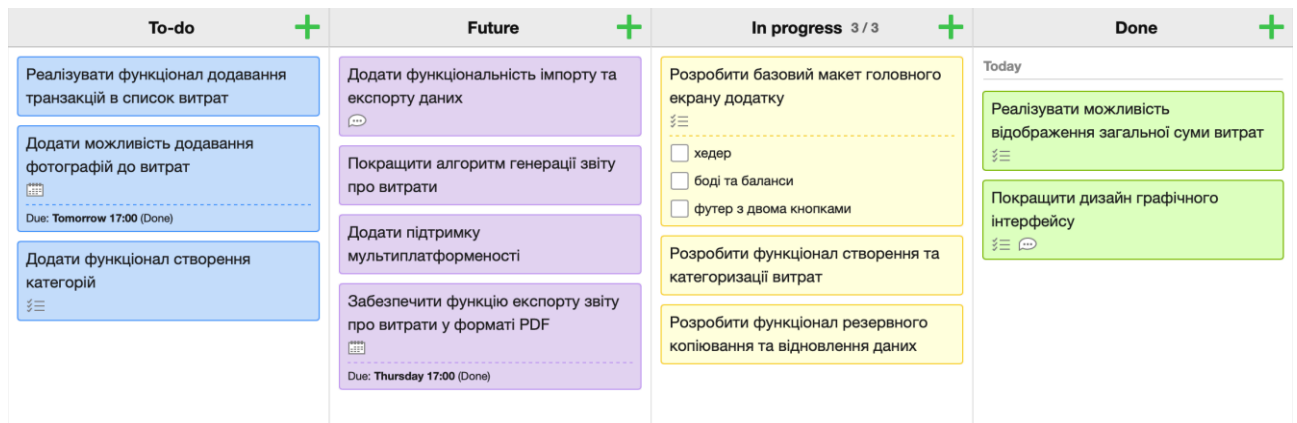 To-do
Реалізувати функціонал додавання
транзакцій в список витрат
Додати можливість додавання
фотографій до витрат
Due: Tomorrow 17:00 (Done)
Додати функціонал створення
категорій
Future
Додати функціональність імпорту та
експорту даних
Покращити алгоритм генерації звіту
про витрати
Додати підтримку
мультиплатформеності
Забезпечити функцію експорту звіту
про витрати у форматі PDF
Due: Thursday 17:00 (Done)
In progress 3 / 3
Розробити базовий макет головного
екрану додатку
хедер
боді та баланси
футер з двома кнопками
Розробити функціонал створення та
категоризації витрат
Розробити функціонал резервного
копіювання та відновлення даних
Done
Today
Реалізувати можливість
відображення загальної суми витрат
Покращити дизайн графічного
інтерфейсу